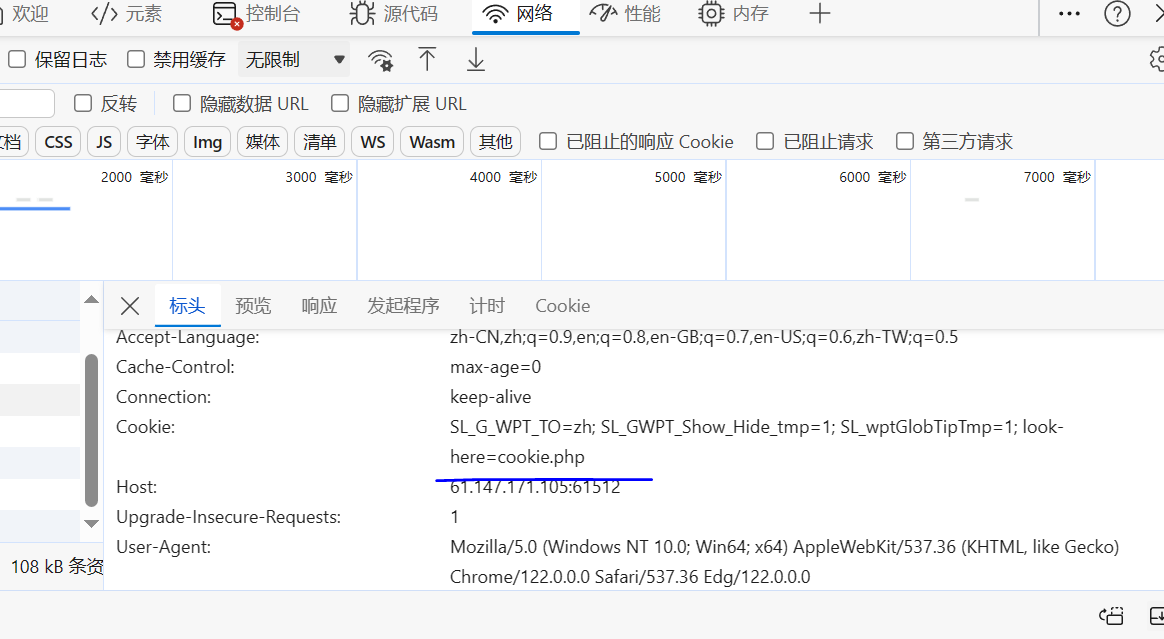 欢迎 元素 控制台 源代码 网络 性能 内存
保留日志 禁用缓存 无限制
反转 隐藏数据 URL 隐藏扩展 URL
文档 CSS JS 字体 Img 媒体 清单 WS Wasm 其他 已阻止的响应 Cookie 已阻止请求 第三方请求
2000 毫秒 3000 毫秒 4000 毫秒 5000 毫秒 6000 毫秒 7000 毫秒
标头 预览 响应 发起程序 计时 Cookie
Accept-Language: zh-CN,zh;q=0.9,en;q=0.8,en-GB;q=0.7,en-US;q=0.6,zh-TW;q=0.5
Cache-Control: max-age=0
Connection: keep-alive
Cookie: SL_G_WPT_TO=zh; SL_GWPT_Show_Hide_tmp=1; SL_wptGlobTipTmp=1; look-
here=cookie.php
Host: 61.147.171.105:61512
Upgrade-Insecure-Requests: 1
User-Agent: Mozilla/5.0 (Windows NT 10.0; Win64; x64) AppleWebKit/537.36 (KHTML, like Gecko)
108 kB 条资
Chrome/122.0.0.0 Safari/537.36 Edg/122.0.0.0